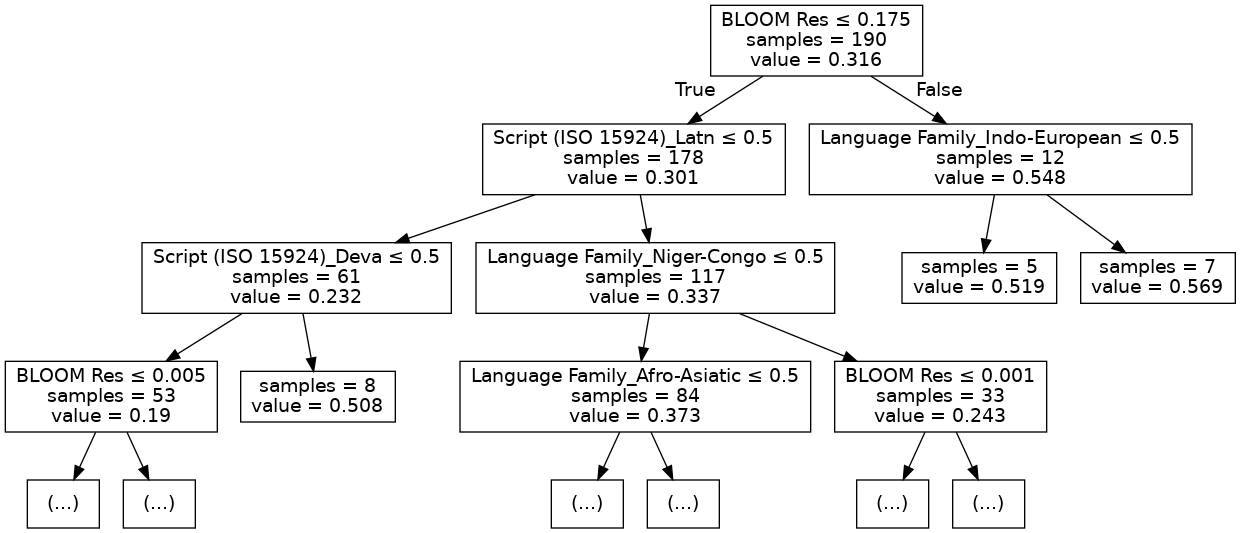 BLOOM Res ≤ 0.175
samples = 190
value = 0.316
True
False
Script (ISO 15924)_Latn ≤ 0.5
samples = 178
value = 0.301
Language Family_Indo-European ≤ 0.5
samples = 12
value = 0.548
Script (ISO 15924)_Deva ≤ 0.5
samples = 61
value = 0.232
Language Family_Niger-Congo ≤ 0.5
samples = 117
value = 0.337
samples = 5
value = 0.519
samples = 7
value = 0.569
BLOOM Res ≤ 0.005
samples = 53
value = 0.19
samples = 8
value = 0.508
Language Family_Afro-Asiatic ≤ 0.5
samples = 84
value = 0.373
BLOOM Res ≤ 0.001
samples = 33
value = 0.243
(...)
(...)
(...)
(...)
(...)
(...)